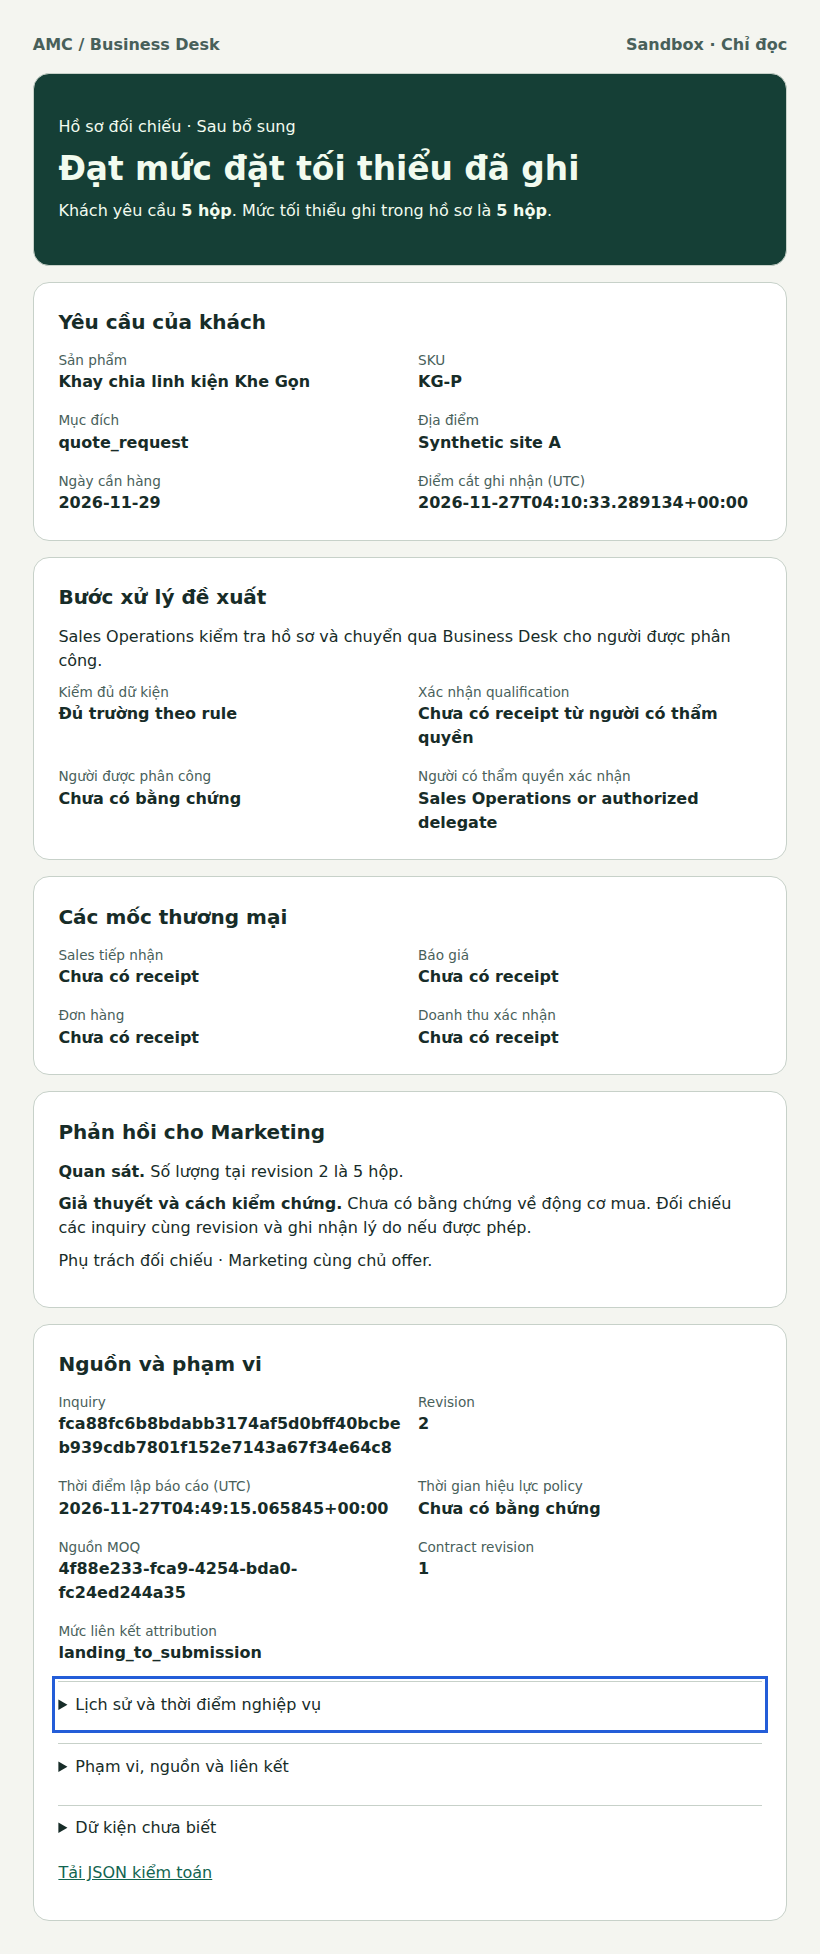 AMC / Business Desk
Sandbox · Chỉ đọc
Hồ sơ đối chiếu · Sau bổ sung
Đạt mức đặt tối thiểu đã ghi
Khách yêu cầu 5 hộp. Mức tối thiểu ghi trong hồ sơ là 5 hộp.
Yêu cầu của khách
Sản phẩm
Khay chia linh kiện Khe Gọn
SKU
KG-P
Mục đích
quote_request
Địa điểm
Synthetic site A
Ngày cần hàng
2026-11-29
Điểm cắt ghi nhận (UTC)
2026-11-27T04:10:33.289134+00:00
Bước xử lý đề xuất
Sales Operations kiểm tra hồ sơ và chuyển qua Business Desk cho người được phân
công.
Kiểm đủ dữ kiện
Đủ trường theo rule
Xác nhận qualification
Chưa có receipt từ người có thẩm
quyền
Người được phân công
Chưa có bằng chứng
Người có thẩm quyền xác nhận
Sales Operations or authorized
delegate
Các mốc thương mại
Sales tiếp nhận
Chưa có receipt
Báo giá
Chưa có receipt
Đơn hàng
Chưa có receipt
Doanh thu xác nhận
Chưa có receipt
Phản hồi cho Marketing
Quan sát. Số lượng tại revision 2 là 5 hộp.
Giả thuyết và cách kiểm chứng. Chưa có bằng chứng về động cơ mua. Đối chiếu
các inquiry cùng revision và ghi nhận lý do nếu được phép.
Phụ trách đối chiếu · Marketing cùng chủ offer.
Nguồn và phạm vi
Inquiry
fca88fc6b8bdabb3174af5d0bff40bcbe
b939cdb7801f152e7143a67f34e64c8
Revision
2
Thời điểm lập báo cáo (UTC)
2026-11-27T04:49:15.065845+00:00
Thời gian hiệu lực policy
Chưa có bằng chứng
Nguồn MOQ
4f88e233-fca9-4254-bda0-
fc24ed244a35
Contract revision
1
Mức liên kết attribution
landing_to_submission
Lịch sử và thời điểm nghiệp vụ
Phạm vi, nguồn và liên kết
Dữ kiện chưa biết
Tải JSON kiểm toán